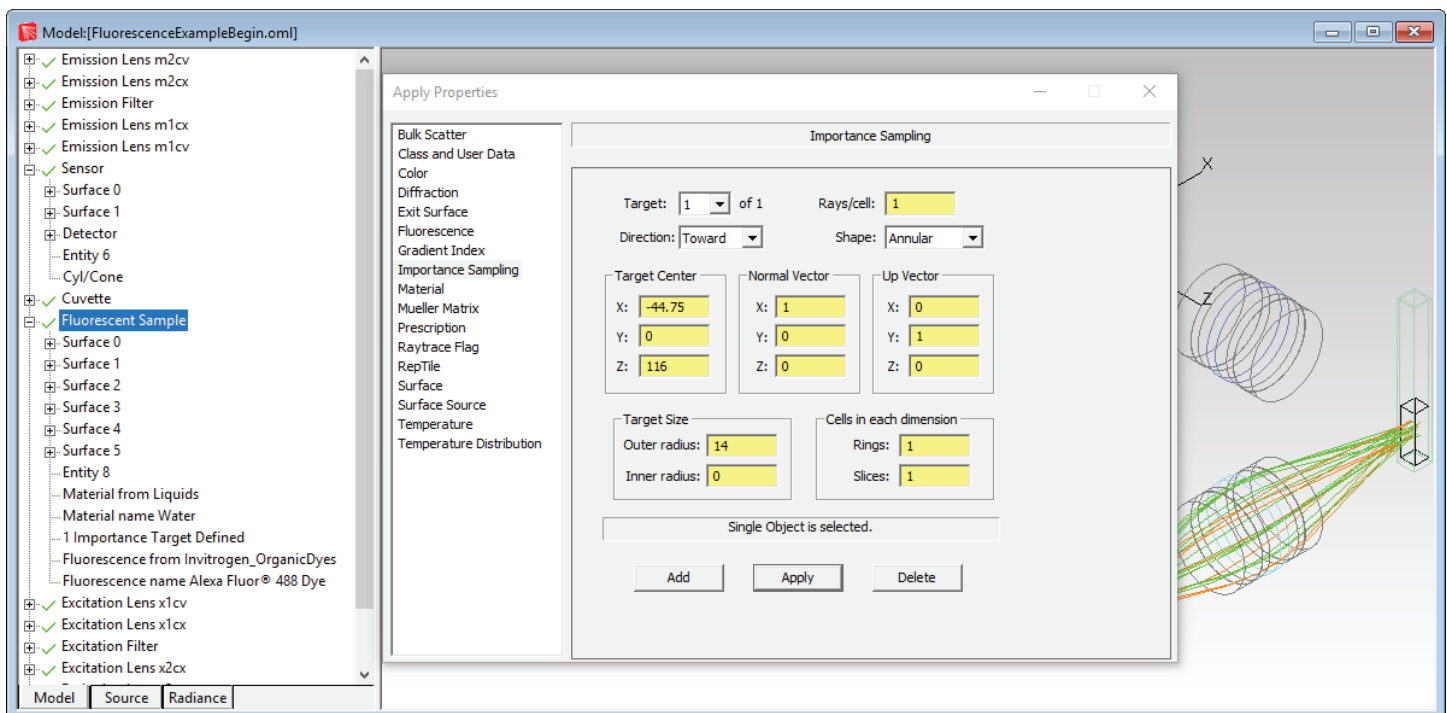 Model:[FluorescenceExampleBegin.oml]
Emission Lens m2cv
Emission Lens m2cx
Emission Filter
Emission Lens m1cx
Emission Lens m1cv
Sensor
Surface 0
Surface 1
Detector
Entity 6
Cyl/Cone
Cuvette
Fluorescent Sample
Surface 0
Surface 1
Surface 2
Surface 3
Surface 4
Surface 5
Entity 8
Material from Liquids
Material name Water
1 Importance Target Defined
Fluorescence from Invitrogen_OrganicDyes
Fluorescence name Alexa Fluor® 488 Dye
Excitation Lens x1cv
Excitation Lens x1cx
Excitation Filter
Excitation Lens x2cx
Model Source Radiance
Apply Properties
Bulk Scatter
Class and User Data
Color
Diffraction
Exit Surface
Fluorescence
Gradient Index
Importance Sampling
Material
Mueller Matrix
Prescription
Raytrace Flag
RepTile
Surface
Surface Source
Temperature
Temperature Distribution
Importance Sampling
Target: 1 of 1 Rays/cell: 1
Direction: Toward Shape: Annular
Target Center Normal Vector Up Vector
X: -44.75 X: 1 X: 0
Y: 0 Y: 0 Y: 1
Z: 116 Z: 0 Z: 0
Target Size Cells in each dimension
Outer radius: 14 Rings: 1
Inner radius: 0 Slices: 1
Single Object is selected.
Add Apply Delete
X
Z